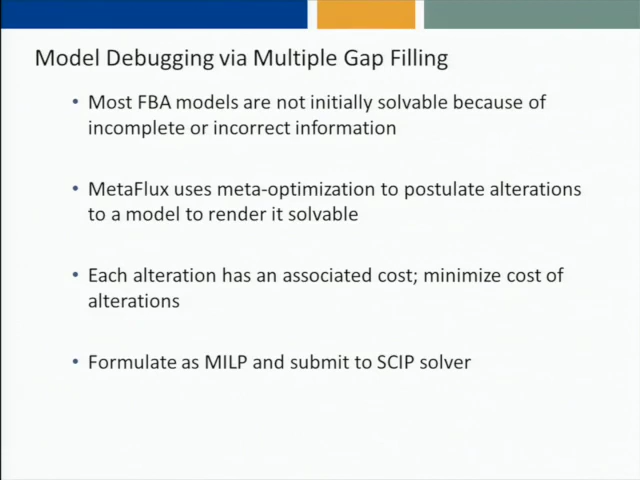 Model Debugging via Multiple Gap Filling
• Most FBA models are not initially solvable because of
incomplete or incorrect information
• MetaFlux uses meta-optimization to postulate alterations
to a model to render it solvable
• Each alteration has an associated cost; minimize cost of
alterations
• Formulate as MILP and submit to SCIP solver